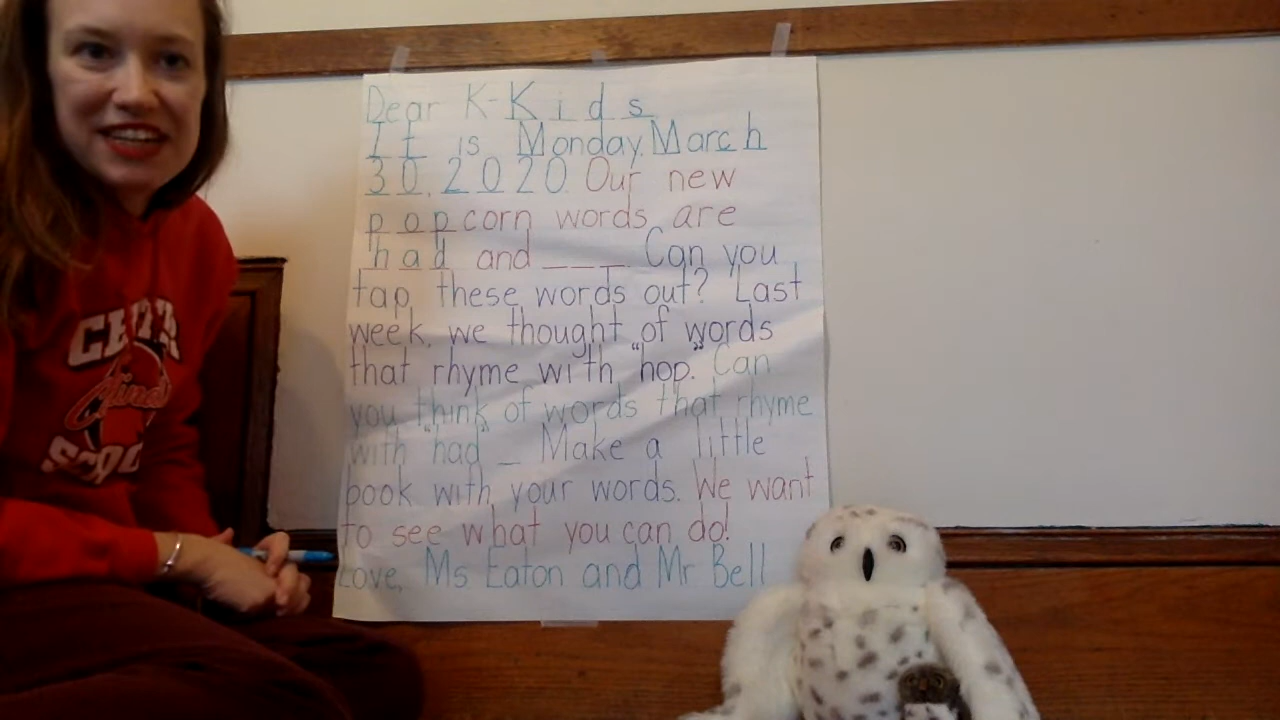 Dear K-Kids
It is Monday, March
30, 2020. Our new
popcorn words are
had and ___ Can you
tap these words out? Last
week, we thought of words
that rhyme with "hop." Can
you think of words that rhyme
with "had" _ Make a little
book with your words. We want
to see what you can do!
Love, Ms Eaton and Mr Bell